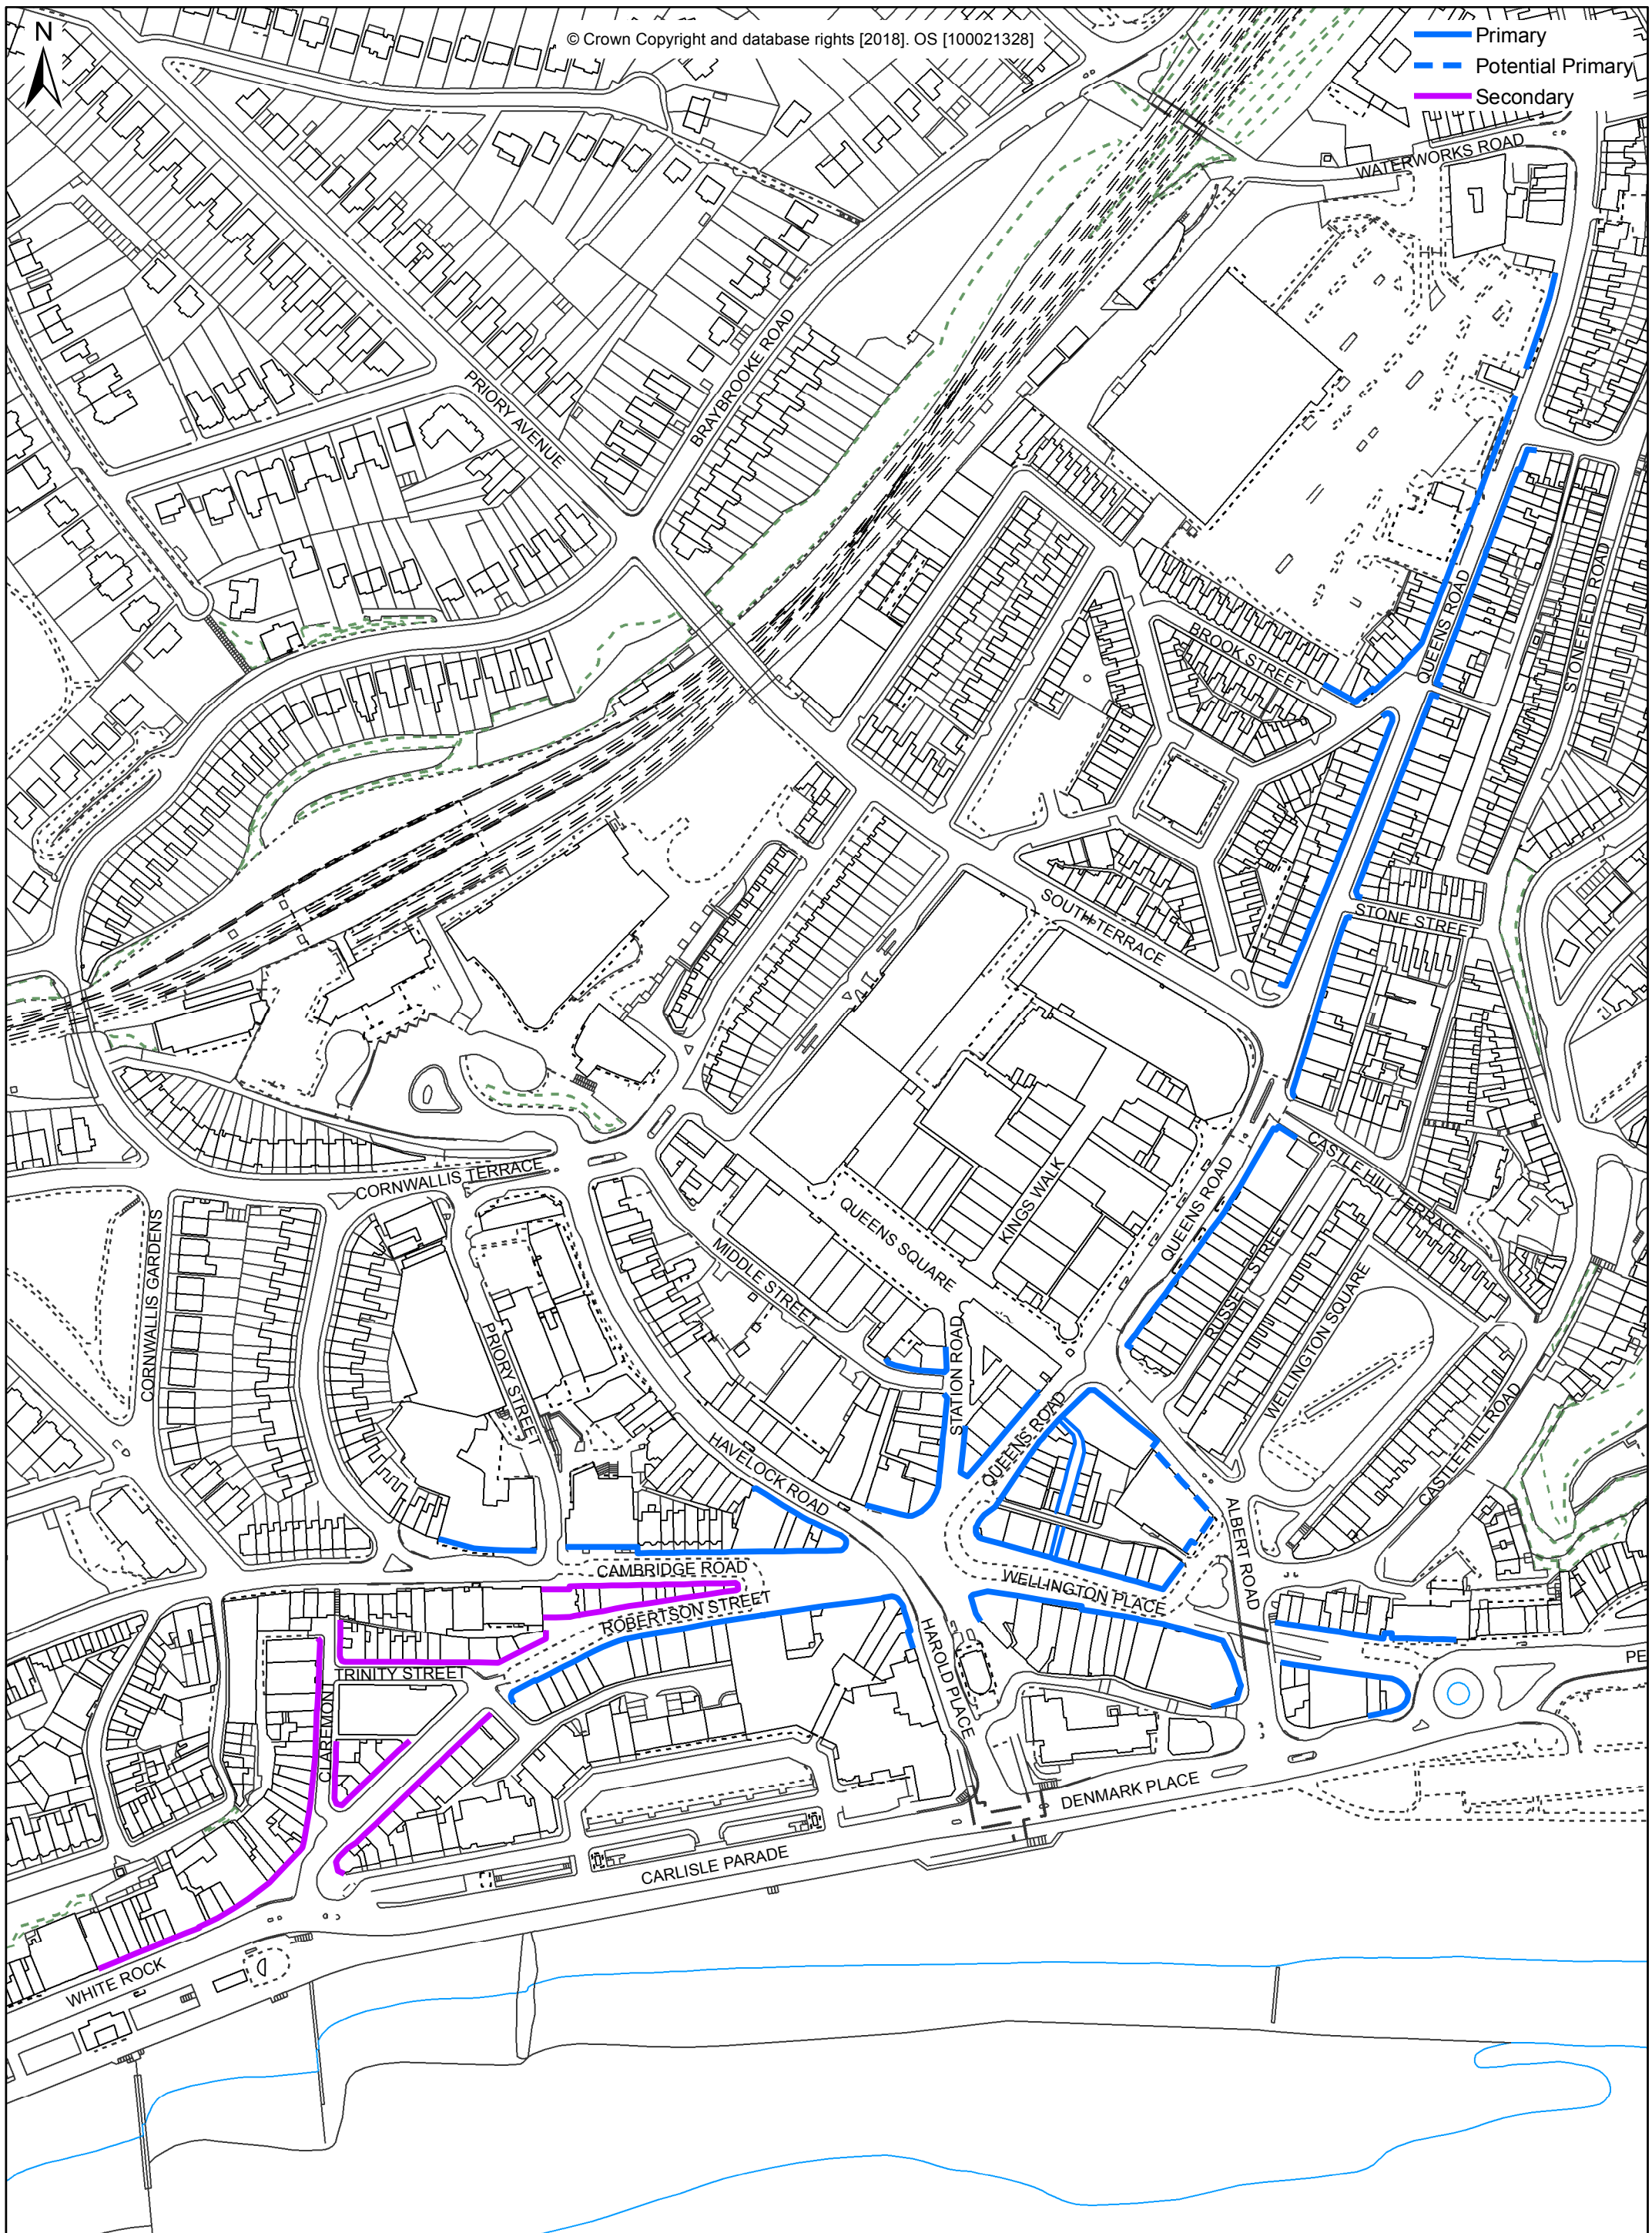 N
© Crown Copyright and database rights [2018]. OS [100021328]
Primary
Potential Primary
Secondary
WATERWORKS ROAD
PRIORY AVENUE
BRAYBROOKE ROAD
QUEENS ROAD
STONEFIELD ROAD
BROOK STREET
STONE STREET
SOUTH TERRACE
CORNWALLIS TERRACE
CORNWALLIS GARDENS
QUEENS SQUARE
KINGS WALK
QUEENS ROAD
CASTLE HILL TERRACE
RUSSELL STREET
WELLINGTON SQUARE
MIDDLE STREET
PRIORY STREET
STATION ROAD
QUEENS ROAD
CASTLE HILL ROAD
HAVELOCK ROAD
ALBERT ROAD
CAMBRIDGE ROAD
WELLINGTON PLACE
ROBERTSON STREET
HAROLD PLACE
TRINITY STREET
PE
CLAREMONT
DENMARK PLACE
CARLISLE PARADE
WHITE ROCK